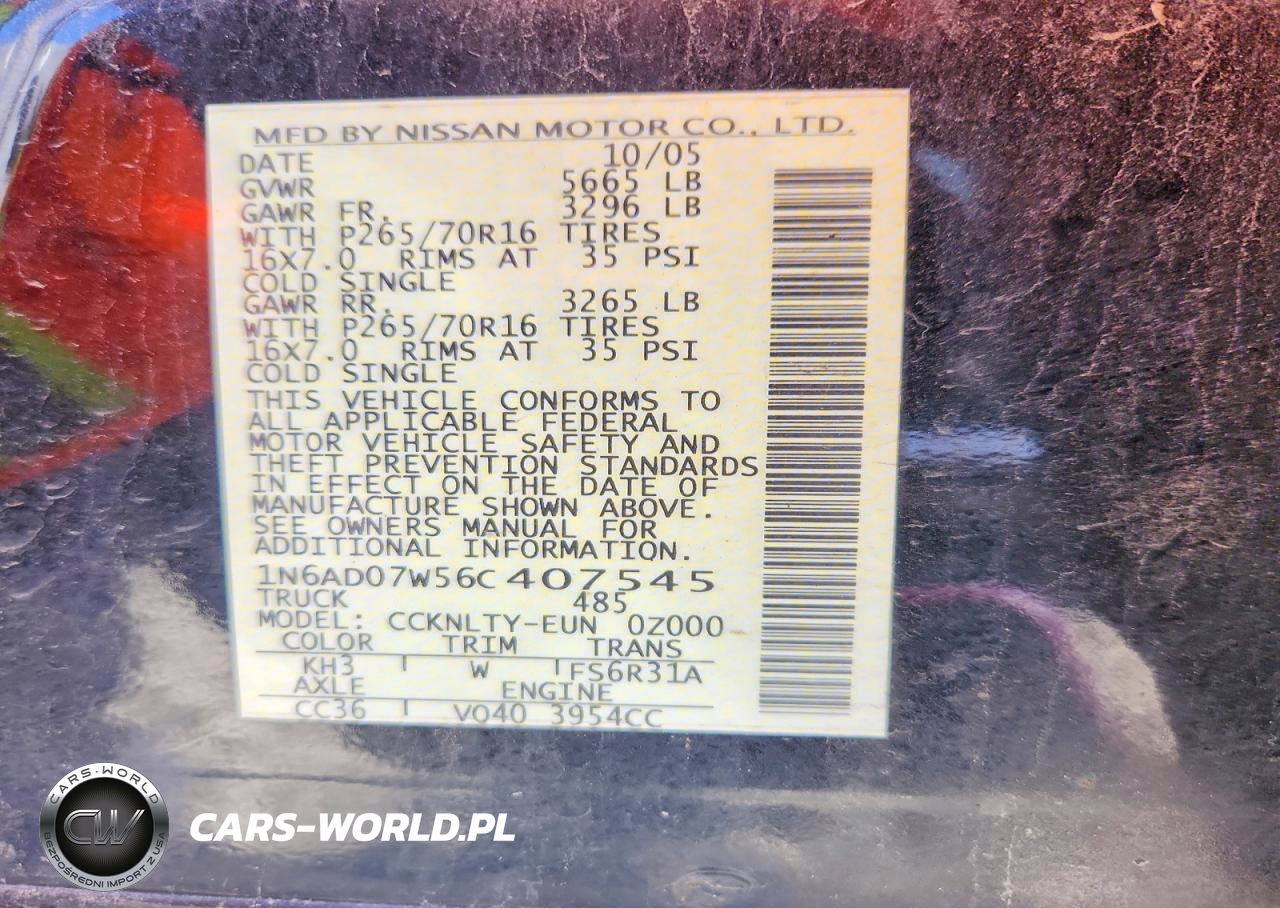 MFD BY NISSAN MOTOR CO., LTD.
DATE 10/05
GVWR 5665 LB
GAWR FR. 3296 LB
WITH P265/70R16 TIRES
16X7.0 RIMS AT 35 PSI
COLD SINGLE
GAWR RR. 3265 LB
WITH P265/70R16 TIRES
16X7.0 RIMS AT 35 PSI
COLD SINGLE
THIS VEHICLE CONFORMS TO
ALL APPLICABLE FEDERAL
MOTOR VEHICLE SAFETY AND
THEFT PREVENTION STANDARDS
IN EFFECT ON THE DATE OF
MANUFACTURE SHOWN ABOVE.
SEE OWNERS MANUAL FOR
ADDITIONAL INFORMATION.
1N6AD07W56C407545
TRUCK 485
MODEL: CCKNLTY-EUN 0Z000
COLOR TRIM TRANS
KH3 W FS6R31A
AXLE ENGINE
CC36 VQ40 3954CC
CARS-WORLD
CW
BEZPOŚREDNI IMPORT Z USA
CARS-WORLD.PL